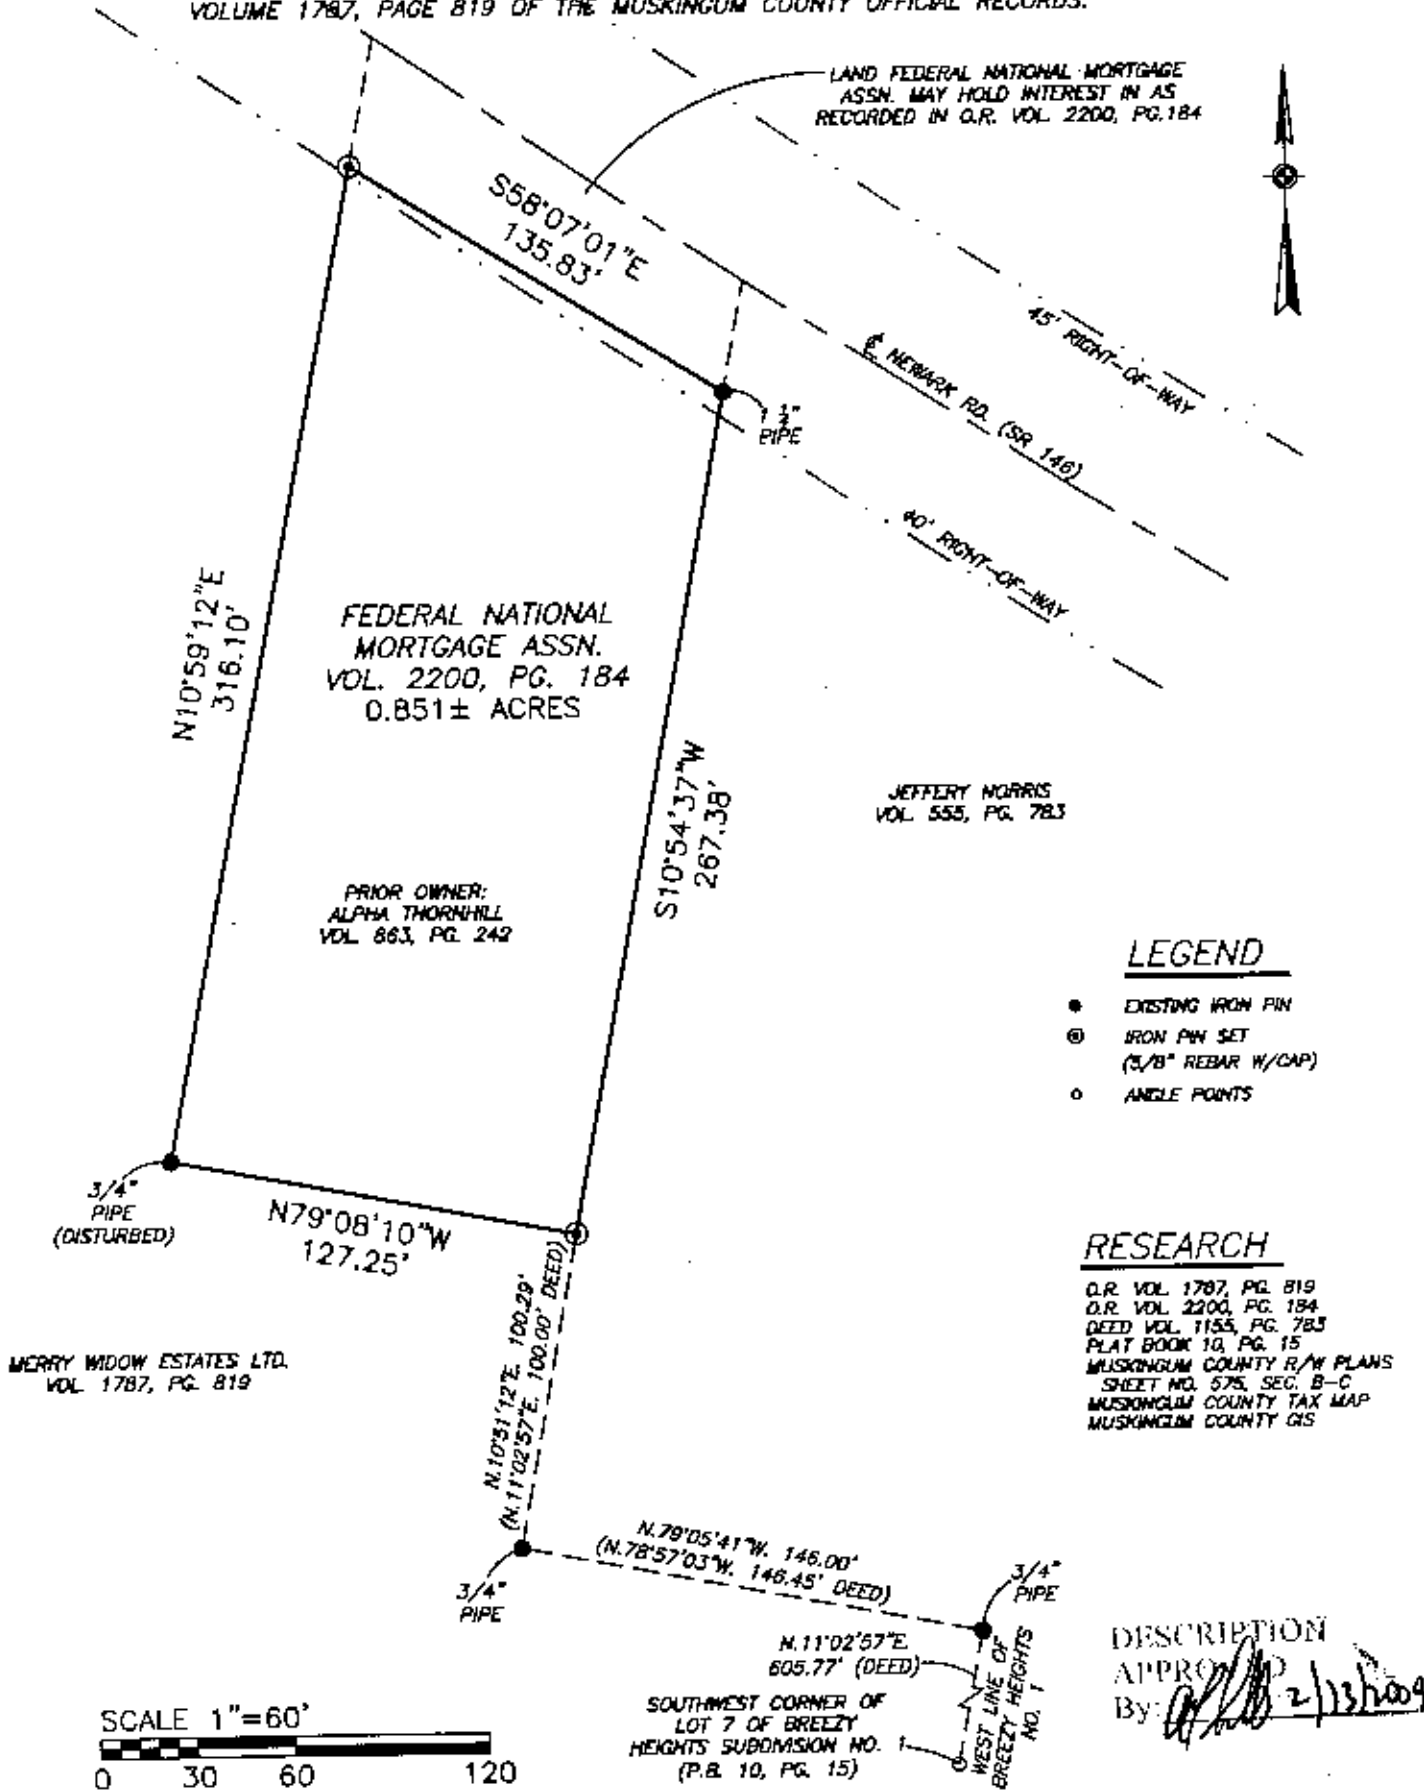 VOLUME 1787, PAGE 819 OF THE MUSKINGUM COUNTY OFFICIAL RECORDS.
LAND FEDERAL NATIONAL MORTGAGE
ASSN. MAY HOLD INTEREST IN AS
RECORDED IN O.R. VOL. 2200, PG.184
S58°07'01"E
135.83'
45' RIGHT-OF-WAY
℄ NEWARK RD. (SR 146)
1 1/2"
PIPE
40' RIGHT-OF-WAY
N10°59'12"E
316.10'
FEDERAL NATIONAL
MORTGAGE ASSN.
VOL. 2200, PG. 184
0.851± ACRES
S10°54'37"W
267.38'
JEFFERY NORRIS
VOL. 555, PG. 783
PRIOR OWNER:
ALPHA THORNHILL
VOL. 863, PG. 242
LEGEND
EXISTING IRON PIN
IRON PIN SET
(5/8" REBAR W/CAP)
ANGLE POINTS
3/4"
PIPE
(DISTURBED)
N79°08'10"W
127.25'
RESEARCH
O.R. VOL. 1787, PG. 819
O.R. VOL. 2200, PG. 184
DEED VOL. 1155, PG. 783
PLAT BOOK 10, PG. 15
MUSKINGUM COUNTY R/W PLANS
SHEET NO. 575, SEC. B-C
MUSKINGUM COUNTY TAX MAP
MUSKINGUM COUNTY GIS
MERRY WIDOW ESTATES LTD.
VOL. 1787, PG. 819
N.10°51'12"E. 100.29'
(N.11°02'57"E. 100.00' DEED)
N.79°05'41"W. 146.00'
(N.78°57'03"W. 146.45' DEED)
3/4"
PIPE
3/4"
PIPE
N.11°02'57"E.
605.77' (DEED)
WEST LINE OF
BREEZY HEIGHTS
NO. 1
SOUTHWEST CORNER OF
LOT 7 OF BREEZY
HEIGHTS SUBDIVISION NO. 1
(P.B. 10, PG. 15)
DESCRIPTION
APPROVED
By: 2/13/2009
SCALE 1"=60'
0 30 60 120